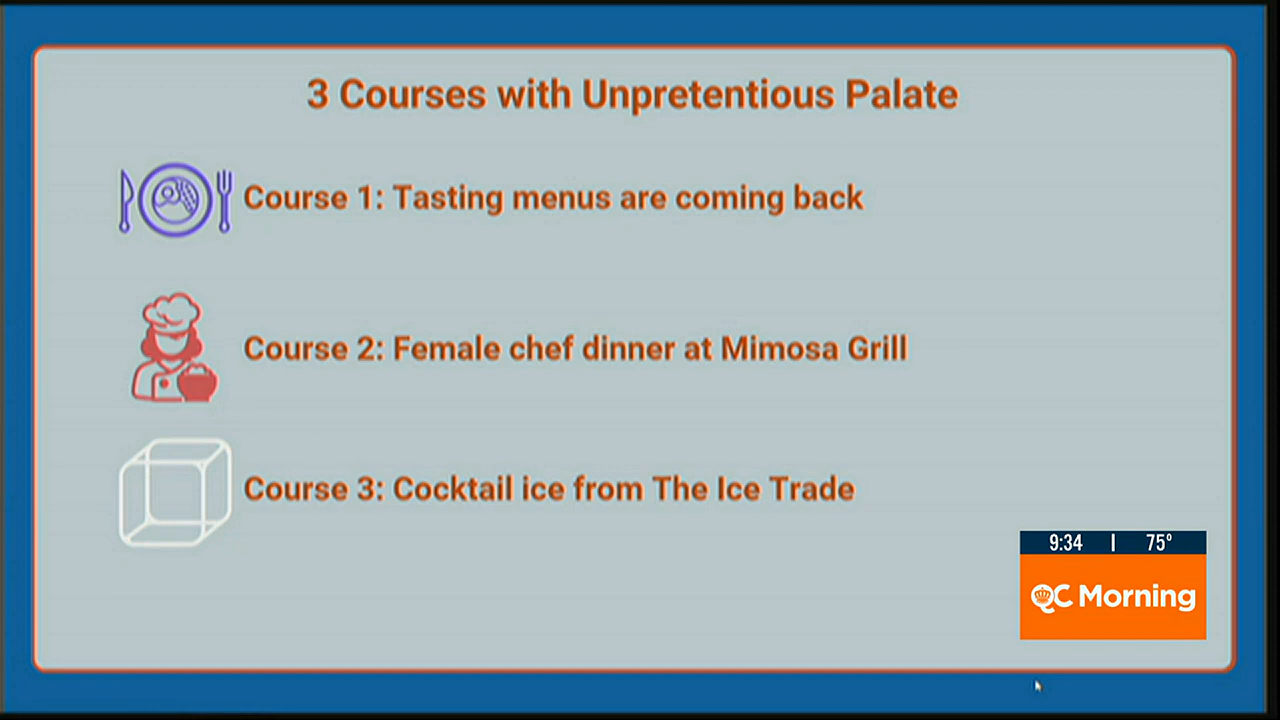 3 Courses with Unpretentious Palate
Course 1: Tasting menus are coming back
Course 2: Female chef dinner at Mimosa Grill
Course 3: Cocktail ice from The Ice Trade
9:34 | 75°
QC Morning